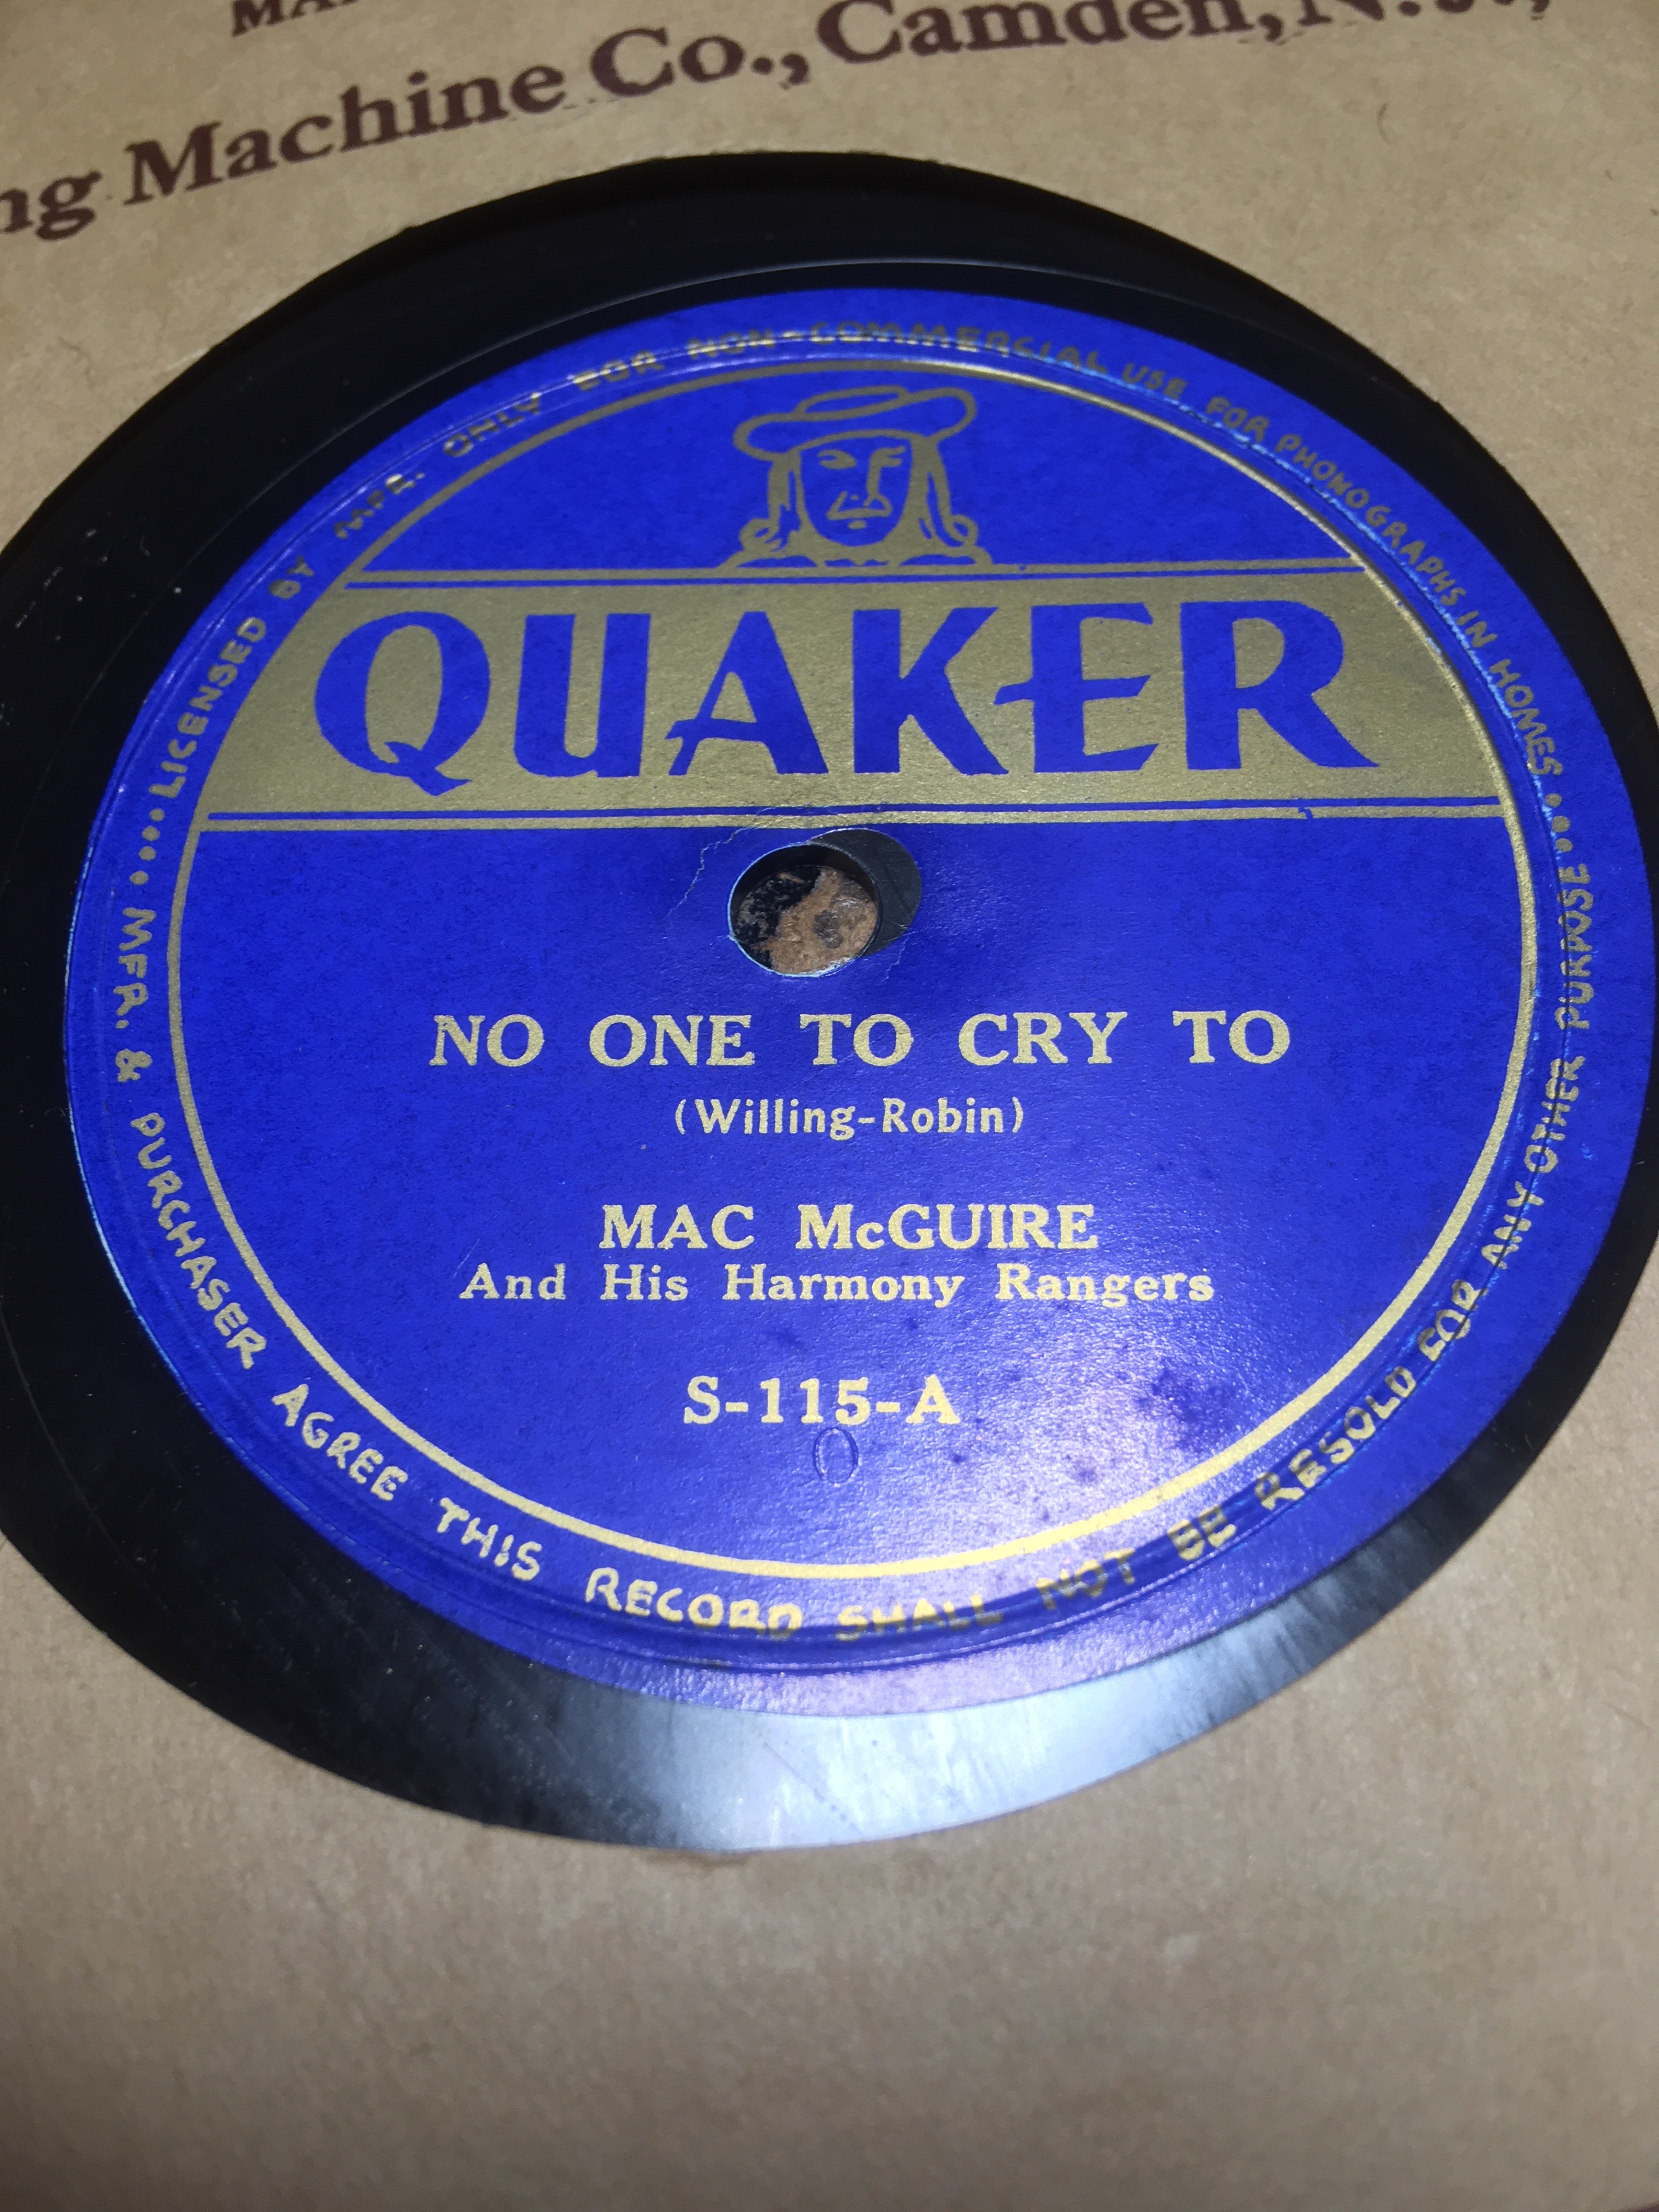 ng Machine Co., Camden, N.J.,
LICENSED BY MFR. ONLY FOR NON-COMMERCIAL USE FOR PHONOGRAPHS IN HOMES
QUAKER
NO ONE TO CRY TO
(Willing-Robin)
MAC McGUIRE
And His Harmony Rangers
S-115-A
O
MFR. & PURCHASER AGREE THIS RECORD SHALL NOT BE RESOLD FOR ANY OTHER PURPOSE